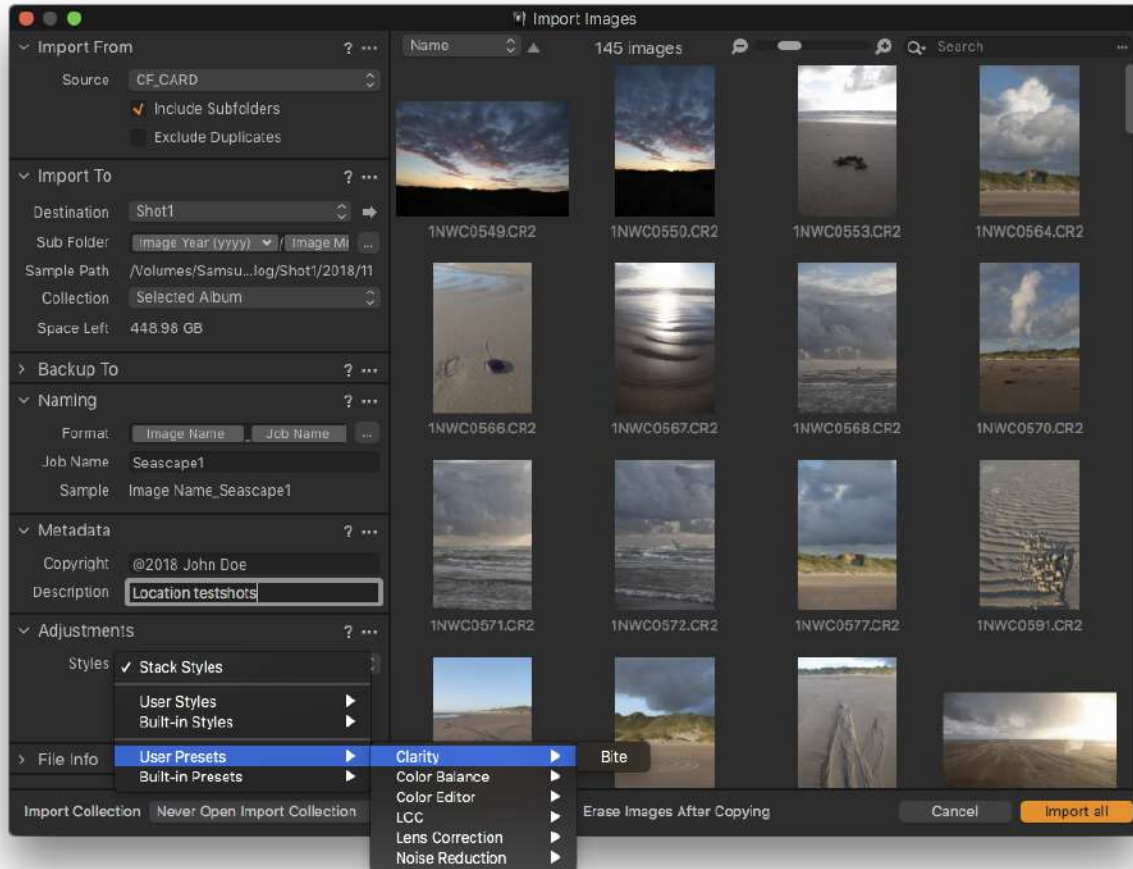 Import Images
Import From ? ...
Source CF_CARD
Include Subfolders
Exclude Duplicates
Import To ? ...
Destination Shot1
Sub Folder Image Year (yyyy) / Image Mo ...
Sample Path /Volumes/Samsu...log/Shot1/2018/11
Collection Selected Album
Space Left 448.98 GB
Backup To ? ...
Naming ? ...
Format Image Name _ Job Name ...
Job Name Seascape1
Sample Image Name_Seascape1
Metadata ? ...
Copyright @2018 John Doe
Description Location testshots
Adjustments ? ...
Styles
✓ Stack Styles
User Styles
Built-in Styles
User Presets
Built-in Presets
File Info
Clarity
Color Balance
Color Editor
LCC
Lens Correction
Noise Reduction
Bite
Name 145 images Search ...
1NWC0549.CR2 1NWC0550.CR2 1NWC0553.CR2 1NWC0564.CR2
1NWC0566.CR2 1NWC0567.CR2 1NWC0568.CR2 1NWC0570.CR2
1NWC0571.CR2 1NWC0572.CR2 1NWC0577.CR2 1NWC0591.CR2
Import Collection Never Open Import Collection Erase Images After Copying Cancel Import all